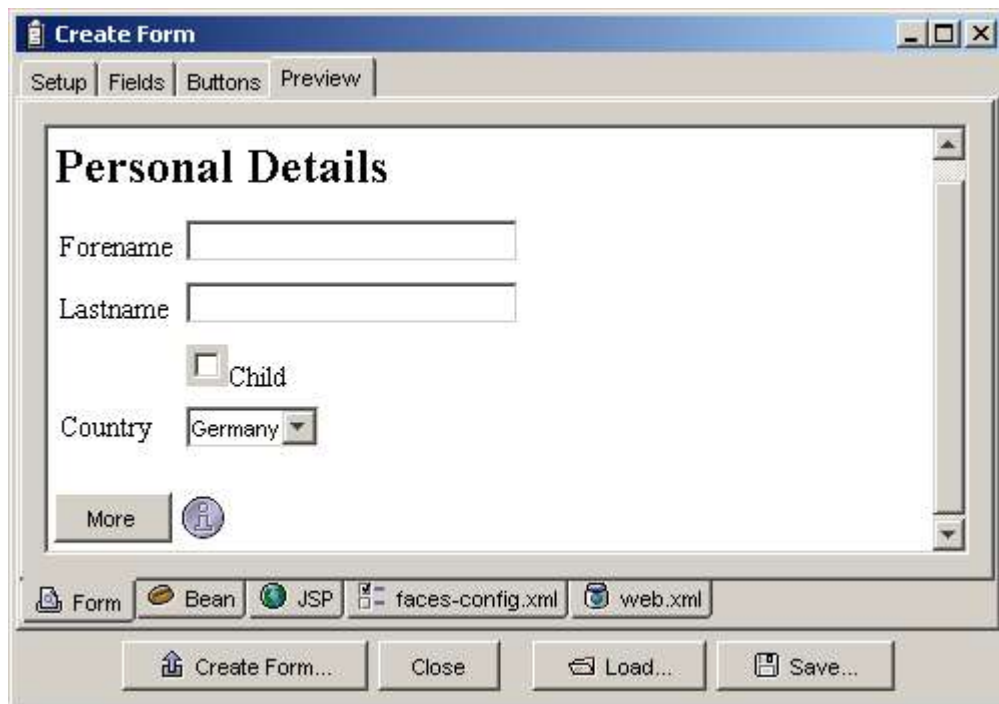 Create Form
Setup Fields Buttons Preview
Personal Details
Forename
Lastname
Child
Country Germany
More
Form Bean JSP faces-config.xml web.xml
Create Form... Close Load... Save...